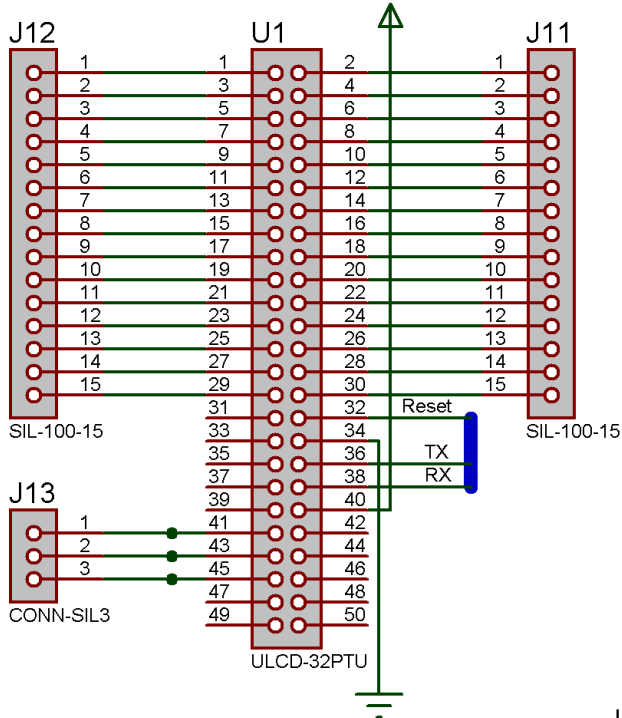 J12 U1 J11
1 1 2 1
2 3 4 2
3 5 6 3
4 7 8 4
5 9 10 5
6 11 12 6
7 13 14 7
8 15 16 8
9 17 18 9
10 19 20 10
11 21 22 11
12 23 24 12
13 25 26 13
14 27 28 14
15 29 30 15
31 32 Reset
SIL-100-15 33 34 SIL-100-15
35 36 TX
37 38 RX
J13 39 40
1 41 42
2 43 44
3 45 46
47 48
CONN-SIL3 49 50
ULCD-32PTU